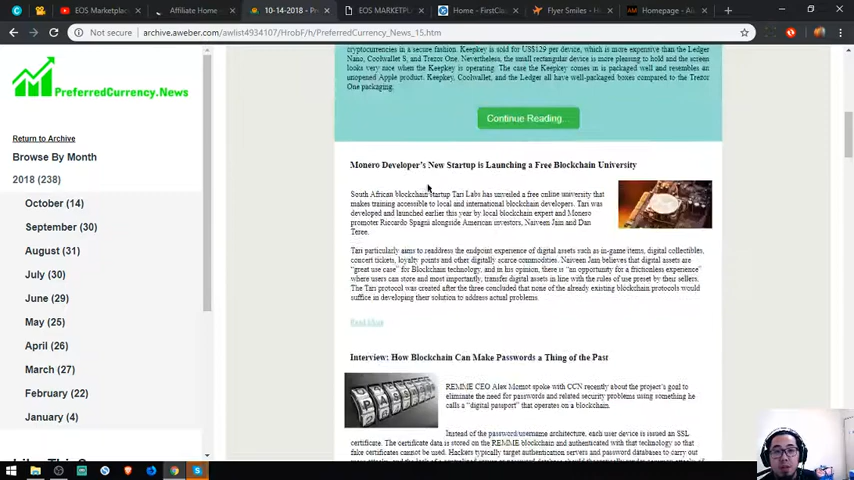 EOS Marketplac
Affiliate Home
10-14-2018 - Pre
EOS MARKETPL
Home - FirstCla
Flyer Smiles - H
Homepage - Ai
Not secure | archive.aweber.com/awlist4934107/HrobF/h/PreferredCurrency_News_15.htm
PreferredCurrency.News
Return to Archive
Browse By Month
2018 (238)
October (14)
September (30)
August (31)
July (30)
June (29)
May (25)
April (26)
March (27)
February (22)
January (4)
cryptocurrencies in a secure fashion. Keepkey is sold for US$129 per device, which is more expensive than the Ledger
Nano, Coolwallet S, and Trezor One. Nevertheless, the small rectangular device is more pleasing to hold and the screen
looks very nice when the Keepkey is operating. The case the Keepkey comes in is packaged well and resembles an
unopened Apple product. Keepkey, Coolwallet, and the Ledger all have well-packaged boxes compared to the Trezor
One packaging.
Continue Reading...
Monero Developer's New Startup is Launching a Free Blockchain University
South African blockchain startup Tari Labs has unveiled a free online university that
makes training accessible to local and international blockchain developers. Tari was
developed and launched earlier this year by local blockchain expert and Monero
promoter Riccardo Spagni alongside American investors, Naiveen Jain and Dan
Teree.
Tari particularly aims to readdress the endpoint experience of digital assets such as in-game items, digital collectibles,
concert tickets, loyalty points and other digitally scarce commodities. Naiveen Jain believes that digital assets are
"great use case" for Blockchain technology, and in his opinion, there is "an opportunity for a frictionless experience"
where users can store and most importantly, transfer digital assets in line with the rules of use preset by their sellers.
The Tari protocol was created after the three concluded that none of the already existing blockchain protocols would
suffice in developing their solution to address actual problems.
Read More
Interview: How Blockchain Can Make Passwords a Thing of the Past
REMME CEO Alex Momot spoke with CCN recently about the project's goal to
eliminate the need for passwords and related security problems using something he
calls a "digital passport" that operates on a blockchain.
Instead of the password/username architecture, each user device is issued an SSL
certificate. The certificate data is stored on the REMME blockchain and authenticated with that technology so that
fake certificates cannot be used. Hackers typically target authentication servers and password databases to carry out